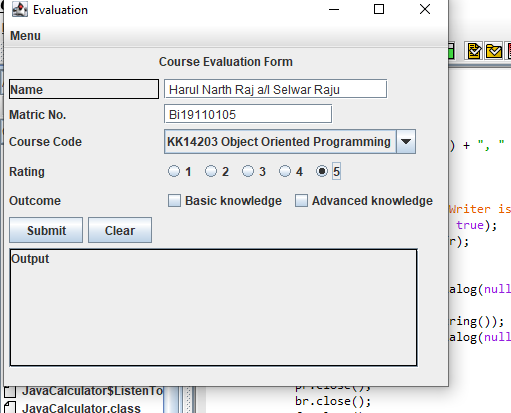 Evaluation
Menu
Course Evaluation Form
Name Harul Narth Raj a/l Selwar Raju
Matric No. Bi19110105
Course Code KK14203 Object Oriented Programming
Rating 1 2 3 4 5
Outcome Basic knowledge Advanced knowledge
Submit Clear
Output
) + ", "
Writer is
true);
r);
alog(null
ring());
alog(null
pr.close();
br.close();
JavaCalculator$ListenTo
JavaCalculator.class